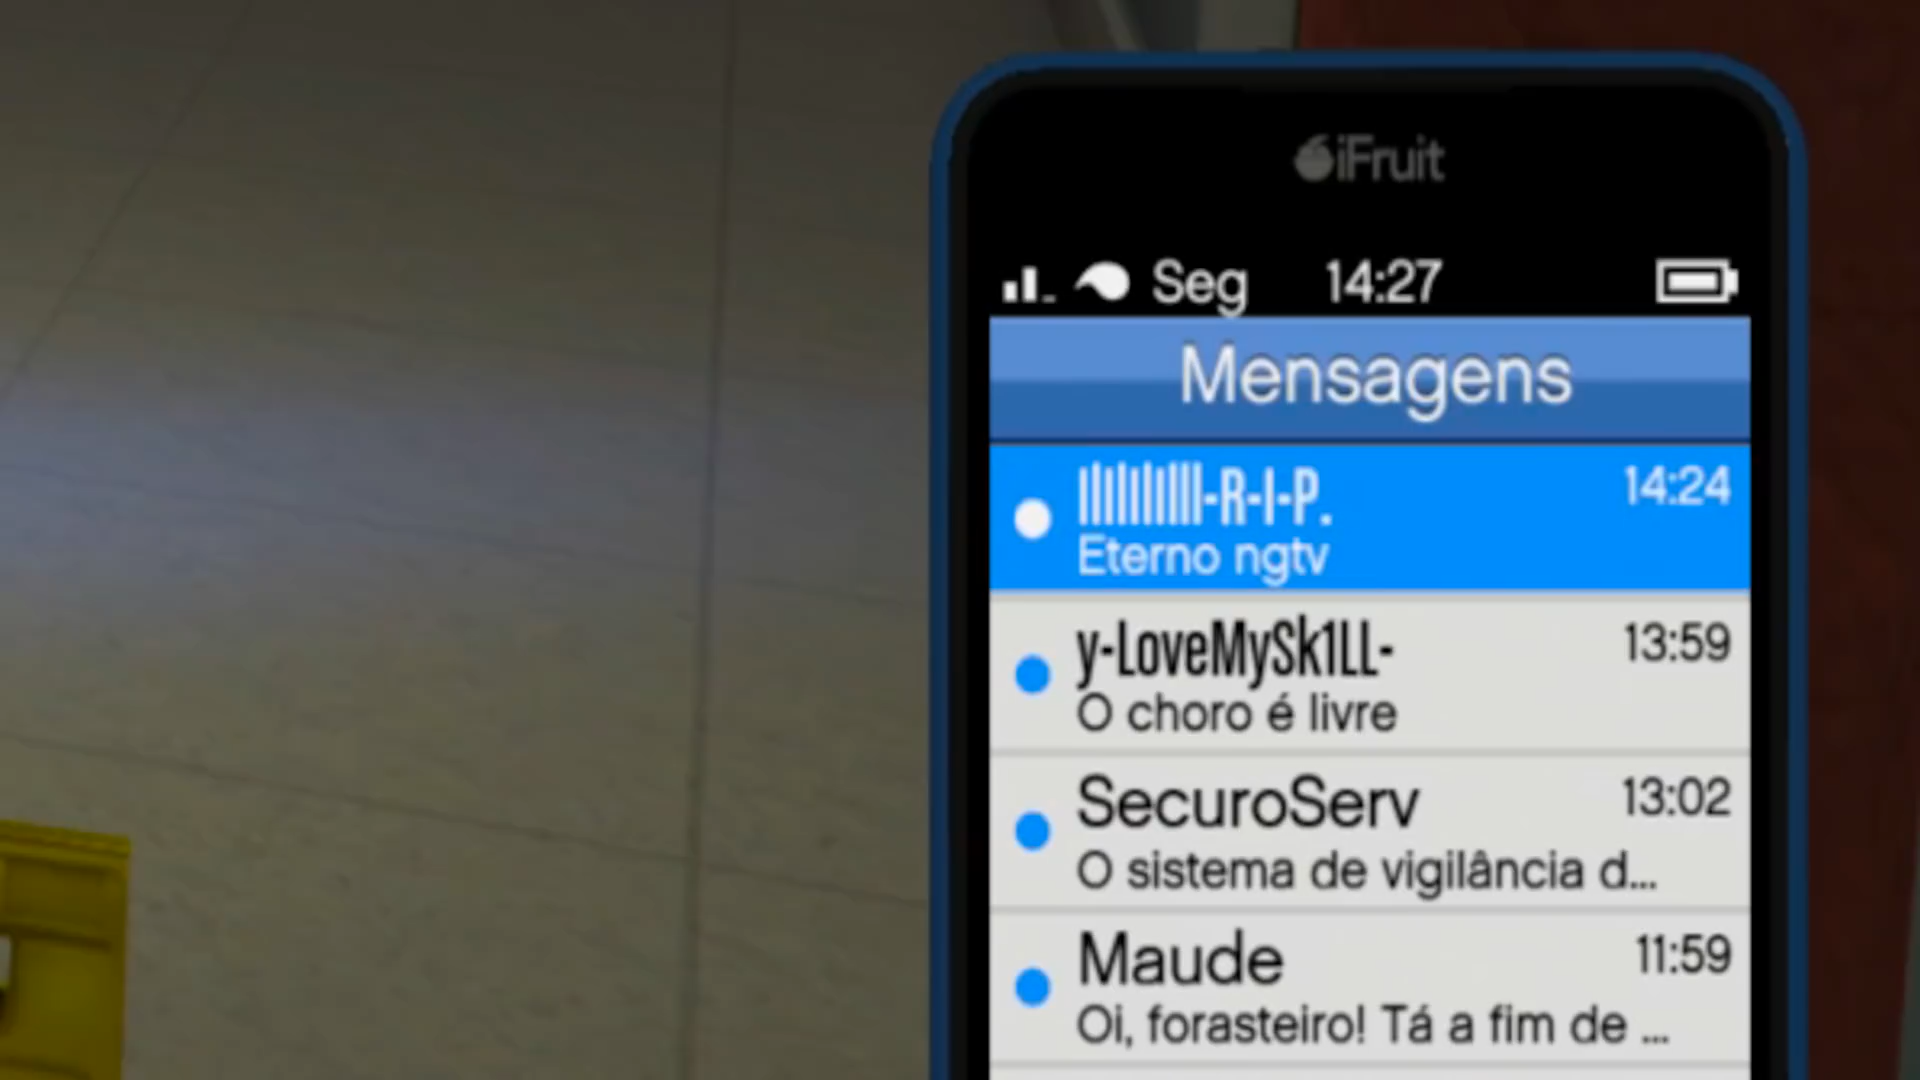 iFruit
Seg 14:27
Mensagens
llllllllll-R-I-P. 14:24
Eterno ngtv
y-LoveMySk1LL- 13:59
O choro é livre
SecuroServ 13:02
O sistema de vigilância d...
Maude 11:59
Oi, forasteiro! Tá a fim de ...